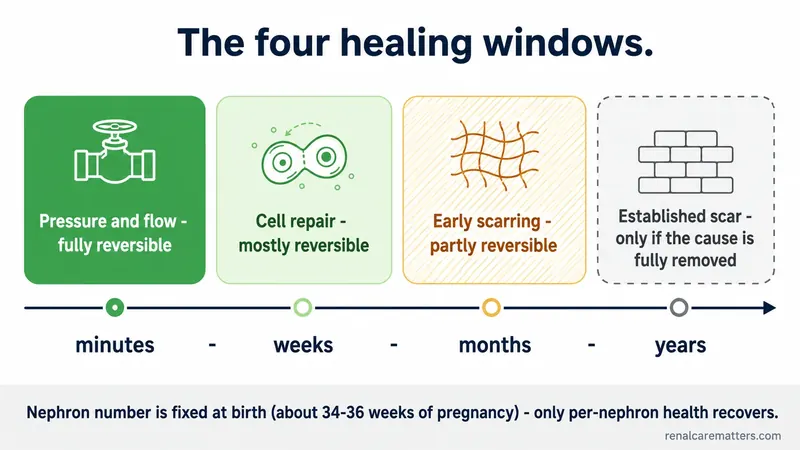 The four healing windows.
Pressure and flow -
fully reversible
Cell repair -
mostly reversible
Early scarring -
partly reversible
Established scar -
only if the cause is
fully removed
minutes - weeks - months - years
Nephron number is fixed at birth (about 34-36 weeks of pregnancy) - only per-nephron health recovers.
renalcarematters.com